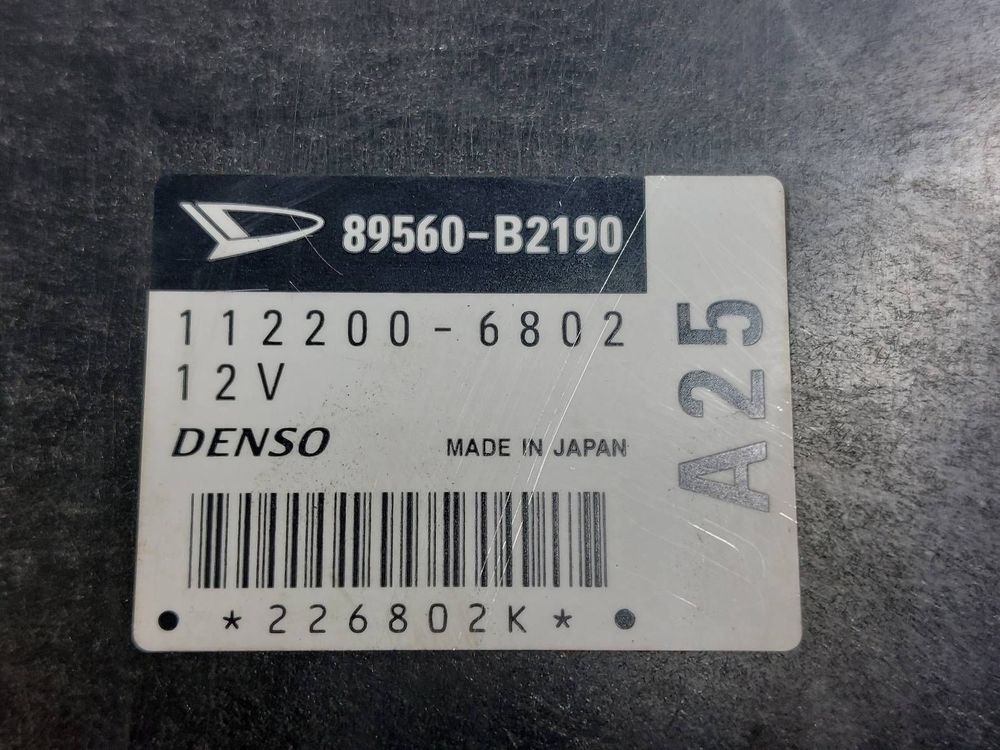 89560-B2190
112200-6802
12V
DENSO MADE IN JAPAN
*226802K*
A25